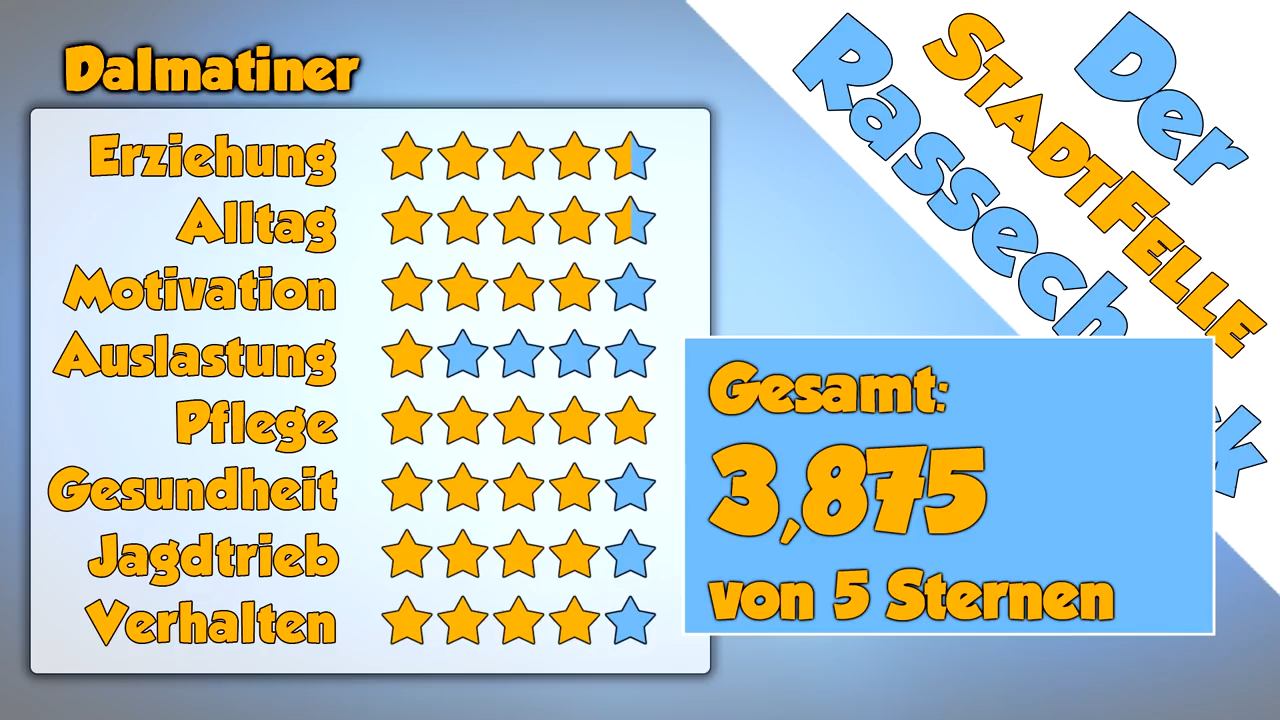 Dalmatiner
Erziehung
Alltag
Motivation
Auslastung
Pflege
Gesundheit
Jagdtrieb
Verhalten
Der
StadtFelle
Rassech k
Gesamt:
3,875
von 5 Sternen